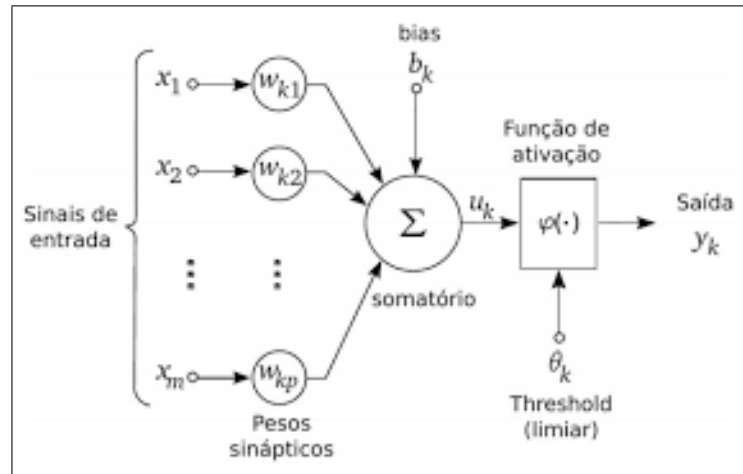 bias
b_k
x_1
w_k1
Função de
ativação
x_2
w_k2
Sinais de
entrada
Σ
u_k
φ(·)
Saída
y_k
somatório
x_m
w_kp
θ_k
Pesos
sinápticos
Threshold
(limiar)